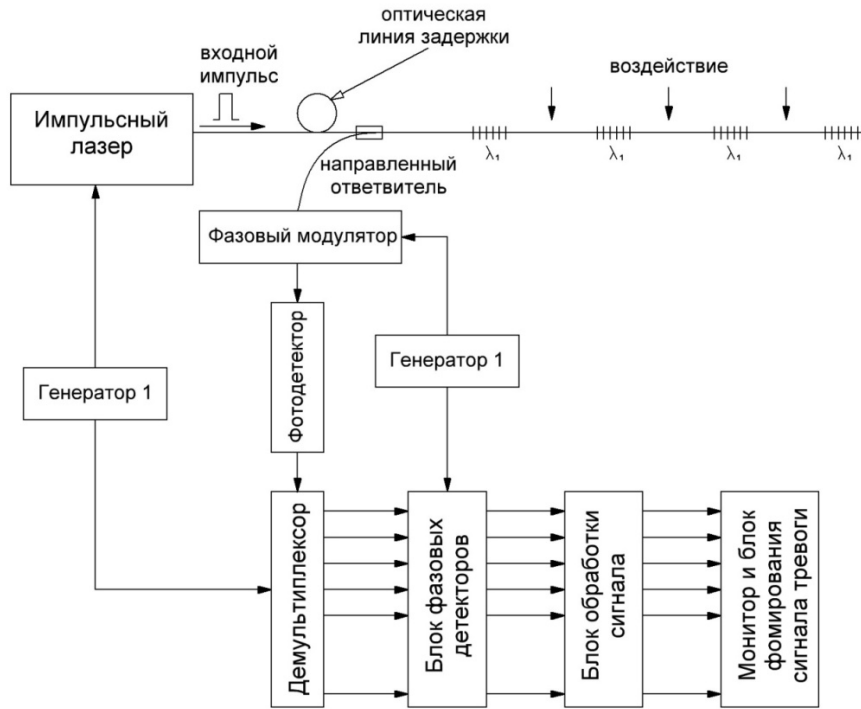 оптическая
линия задержки
входной
импульс
воздействие
Импульсный
лазер
направленный
ответвитель
λ₁
λ₁
λ₁
λ₁
Фазовый модулятор
Фотодетектор
Генератор 1
Генератор 1
Демультиплексор
Блок фазовых
детекторов
Блок обработки
сигнала
Монитор и блок
фомирования
сигнала тревоги